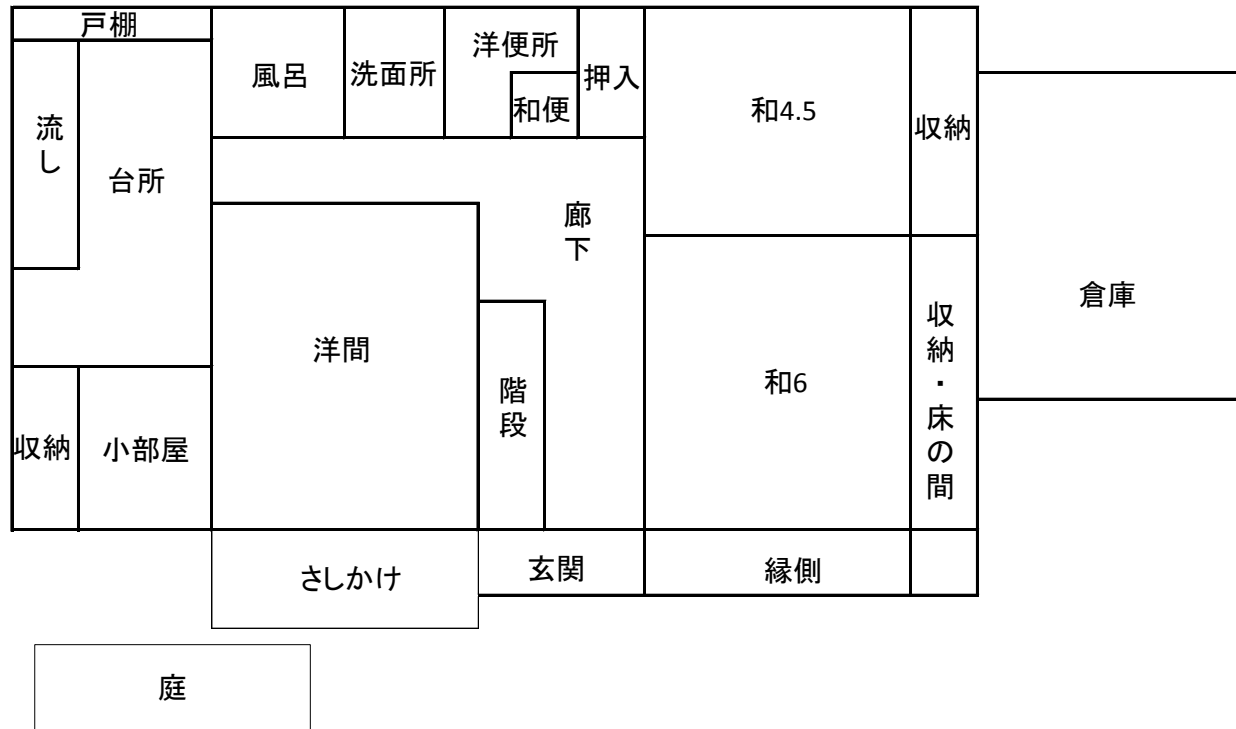 戸棚
風呂
洗面所
洋便所
和便
押入
和4.5
収納
流し
台所
廊下
倉庫
洋間
階段
和6
収納・床の間
収納
小部屋
さしかけ
玄関
縁側
庭